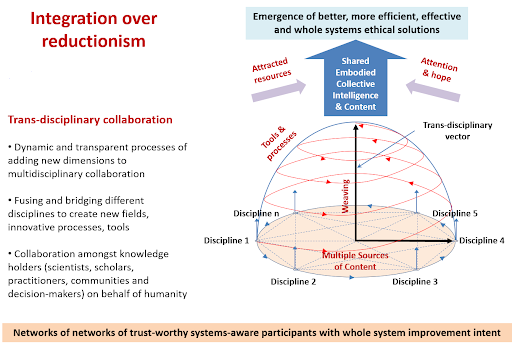 Integration over
reductionism
Emergence of better, more efficient, effective
and whole systems ethical solutions
Attracted
resources
Shared
Embodied
Collective
Intelligence
& Content
Attention
& hope
Trans-disciplinary collaboration
• Dynamic and transparent processes of
adding new dimensions to
multidisciplinary collaboration
• Fusing and bridging different
disciplines to create new fields,
innovative processes, tools
• Collaboration amongst knowledge
holders (scientists, scholars,
practitioners, communities and
decision-makers) on behalf of humanity
Tools &
processes
Trans-disciplinary
vector
Weaving
Discipline n
Discipline 5
Discipline 1
Discipline 4
Multiple Sources
of Content
Discipline 2
Discipline 3
Networks of networks of trust-worthy systems-aware participants with whole system improvement intent